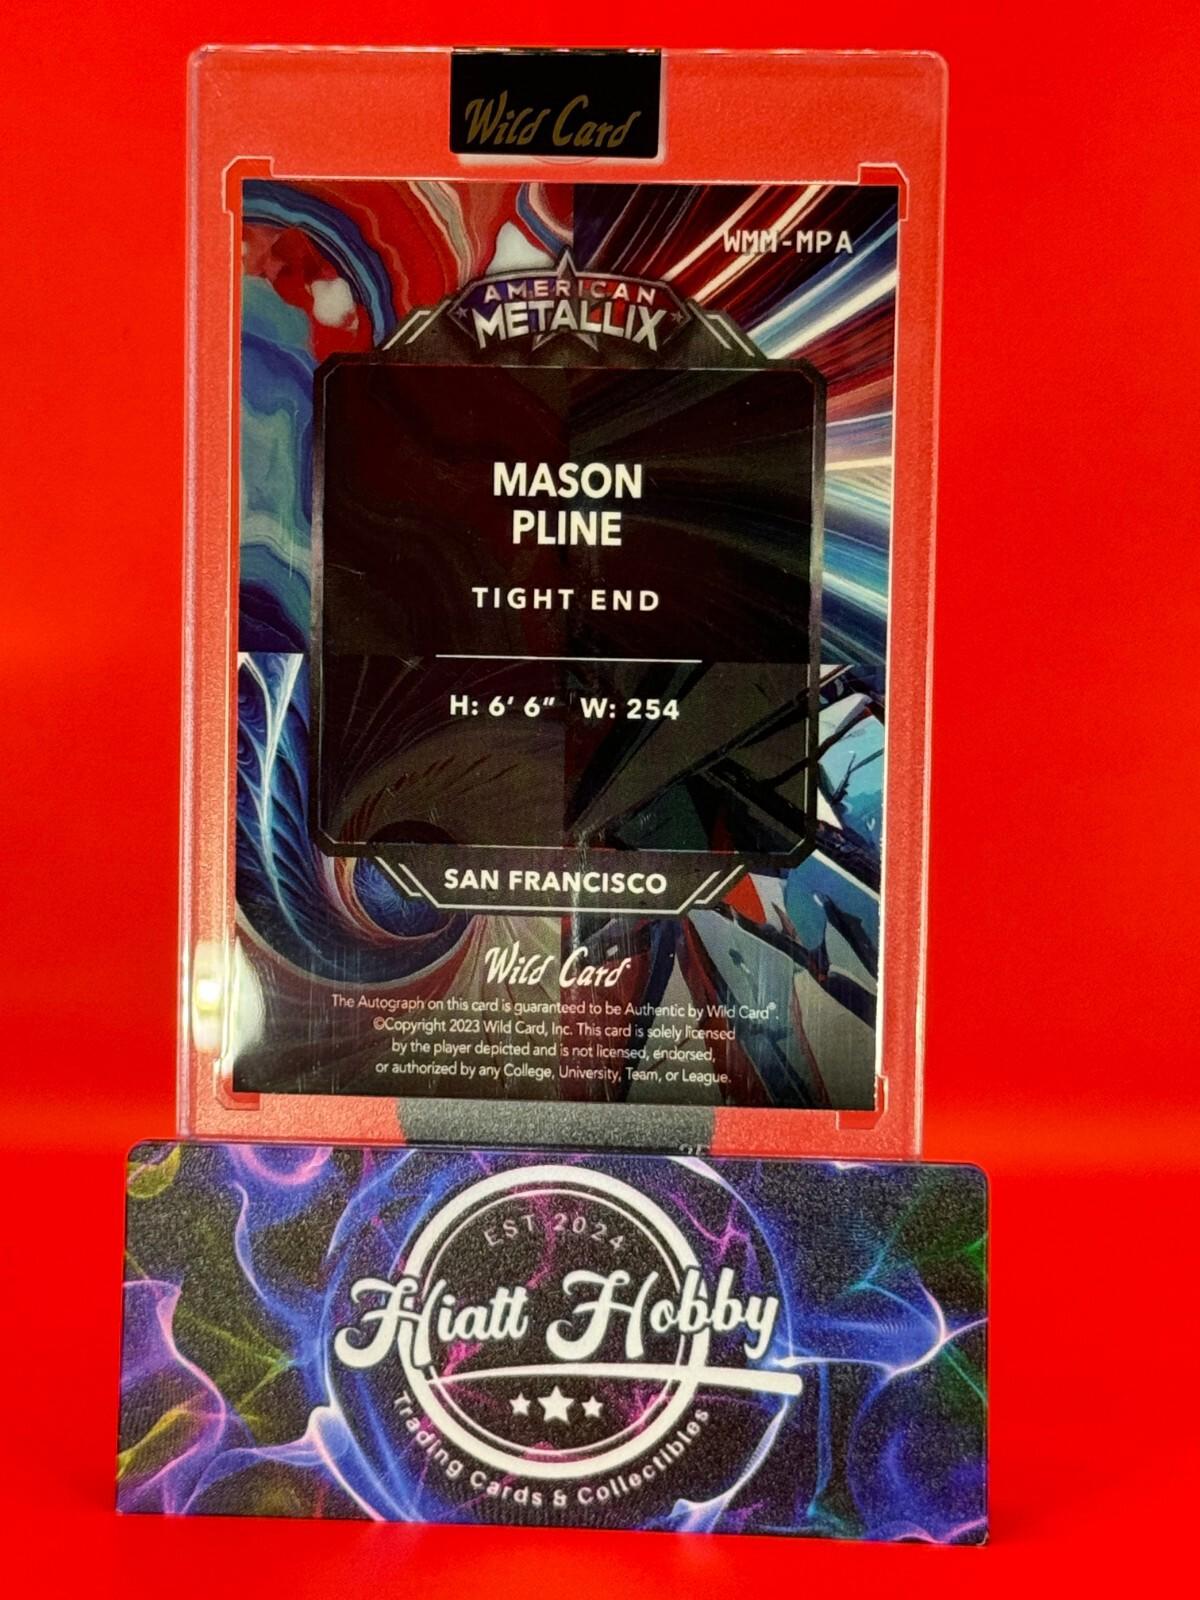 Wild Card
WMM-MPA
AMERICAN
METALLIX
MASON
PLINE
TIGHT END
H: 6' 6" W: 254
SAN FRANCISCO
Wild Card
The Autograph on this card is guaranteed to be Authentic by Wild Card®.
©Copyright 2023 Wild Card, Inc. This card is solely licensed
by the player depicted and is not licensed, endorsed,
or authorized by any College, University, Team, or League.
EST 2024
Hiatt Hobby
Trading Cards & Collectibles